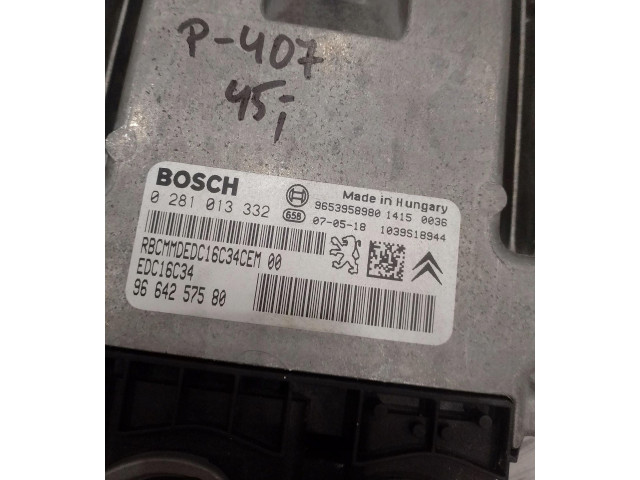 P-407
45,-
BOSCH
0 281 013 332
Made in Hungary
9653958980 1415 0036
658 07-05-18 1039S18944
RBCMMDEDC16C34CEM 00
EDC16C34
96 642 575 80